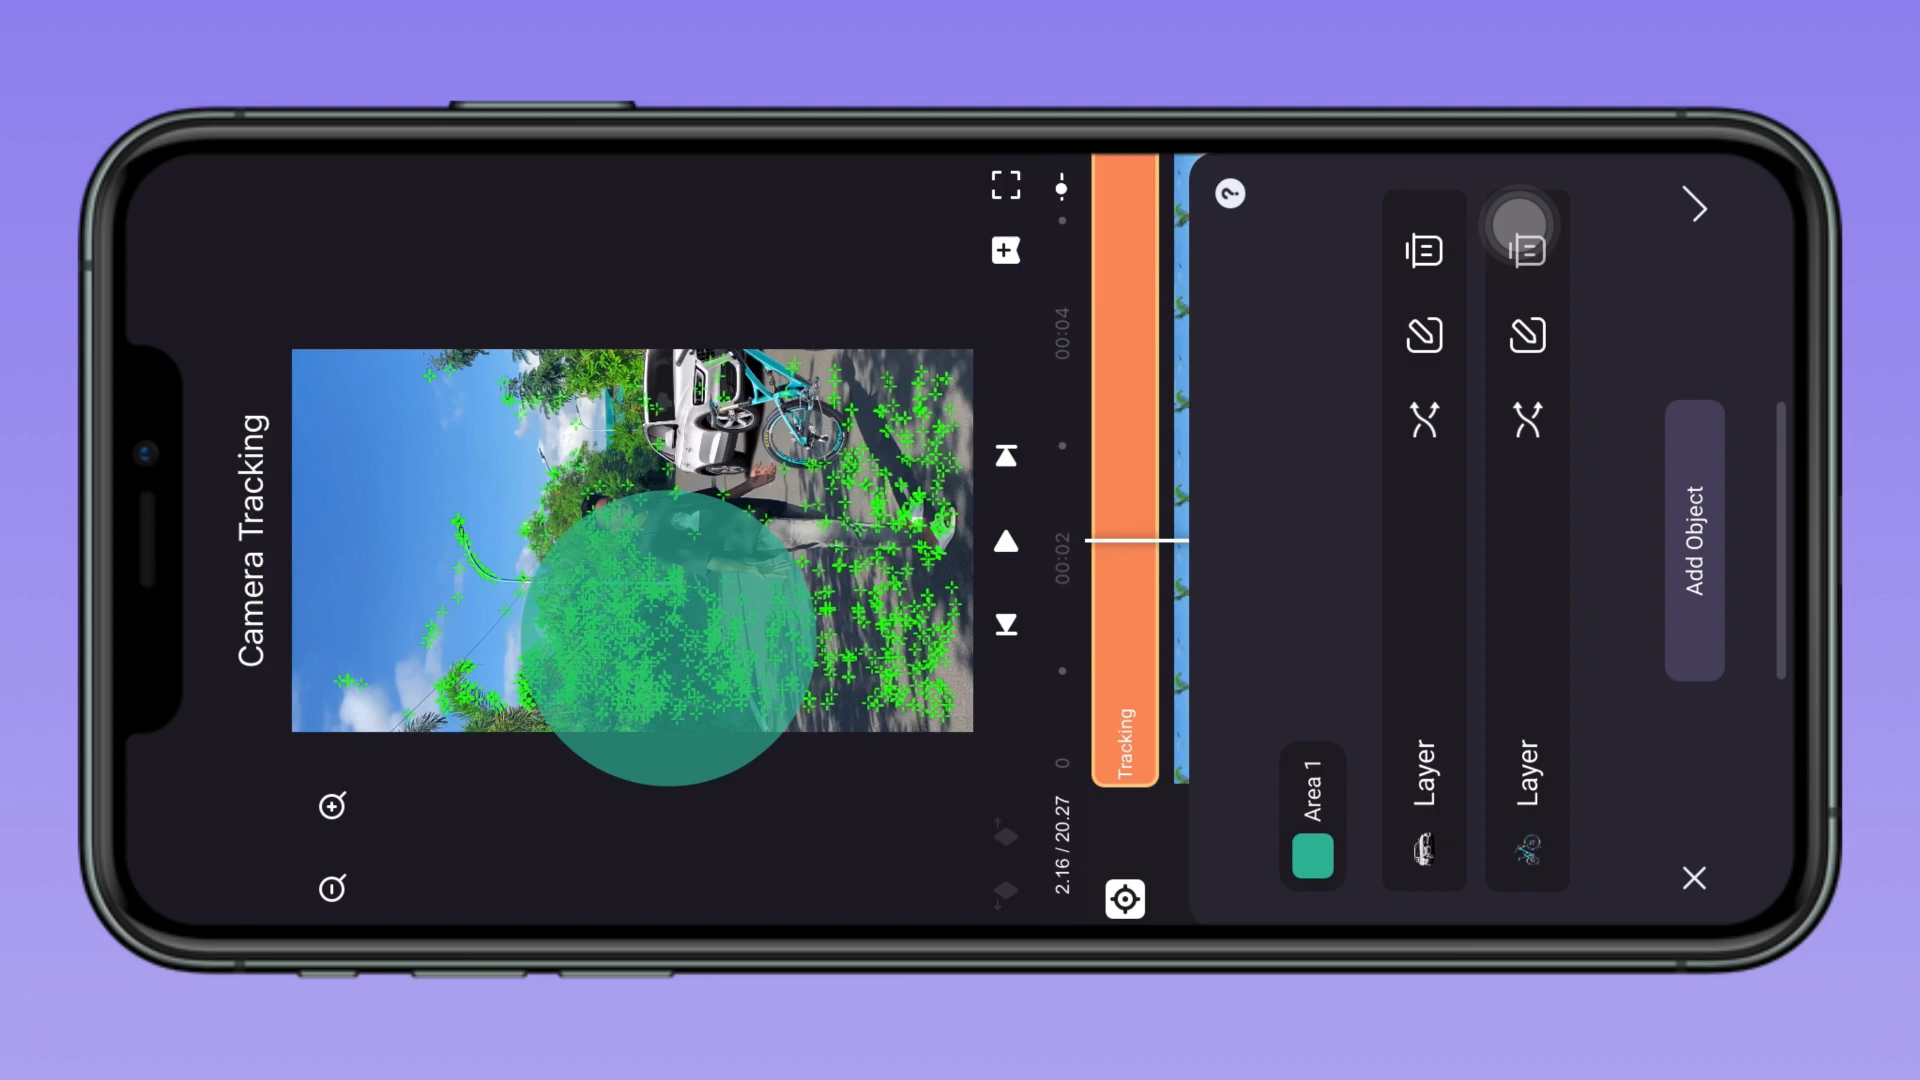 Camera Tracking
2.16 / 20.27
0
00:02
00:04
Tracking
?
Area 1
Layer
Layer
Add Object